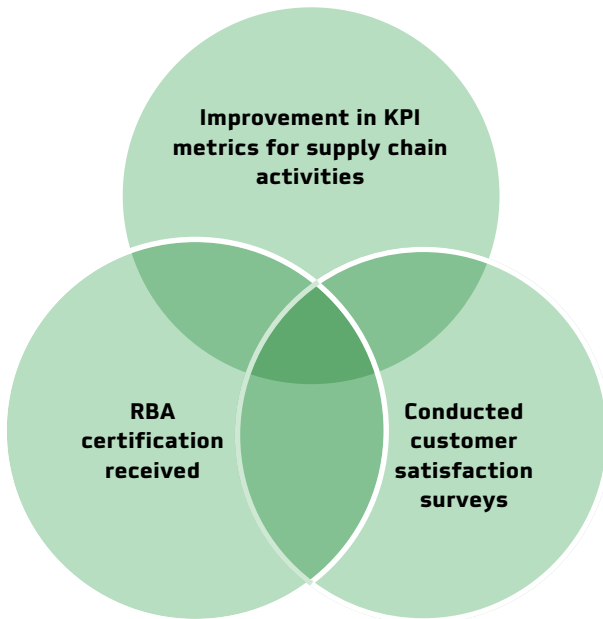 Improvement in KPI
metrics for supply chain
activities
RBA
certification
received
Conducted
customer
satisfaction
surveys